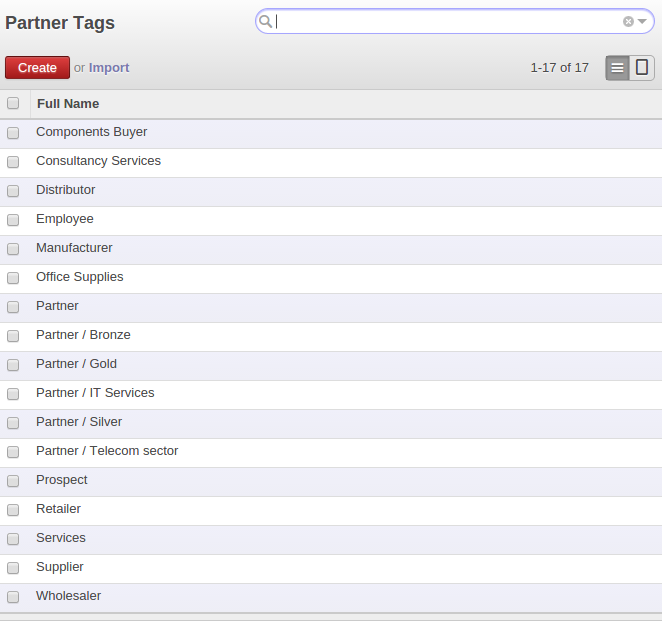 Partner Tags
Create or Import
1-17 of 17
Full Name
Components Buyer
Consultancy Services
Distributor
Employee
Manufacturer
Office Supplies
Partner
Partner / Bronze
Partner / Gold
Partner / IT Services
Partner / Silver
Partner / Telecom sector
Prospect
Retailer
Services
Supplier
Wholesaler